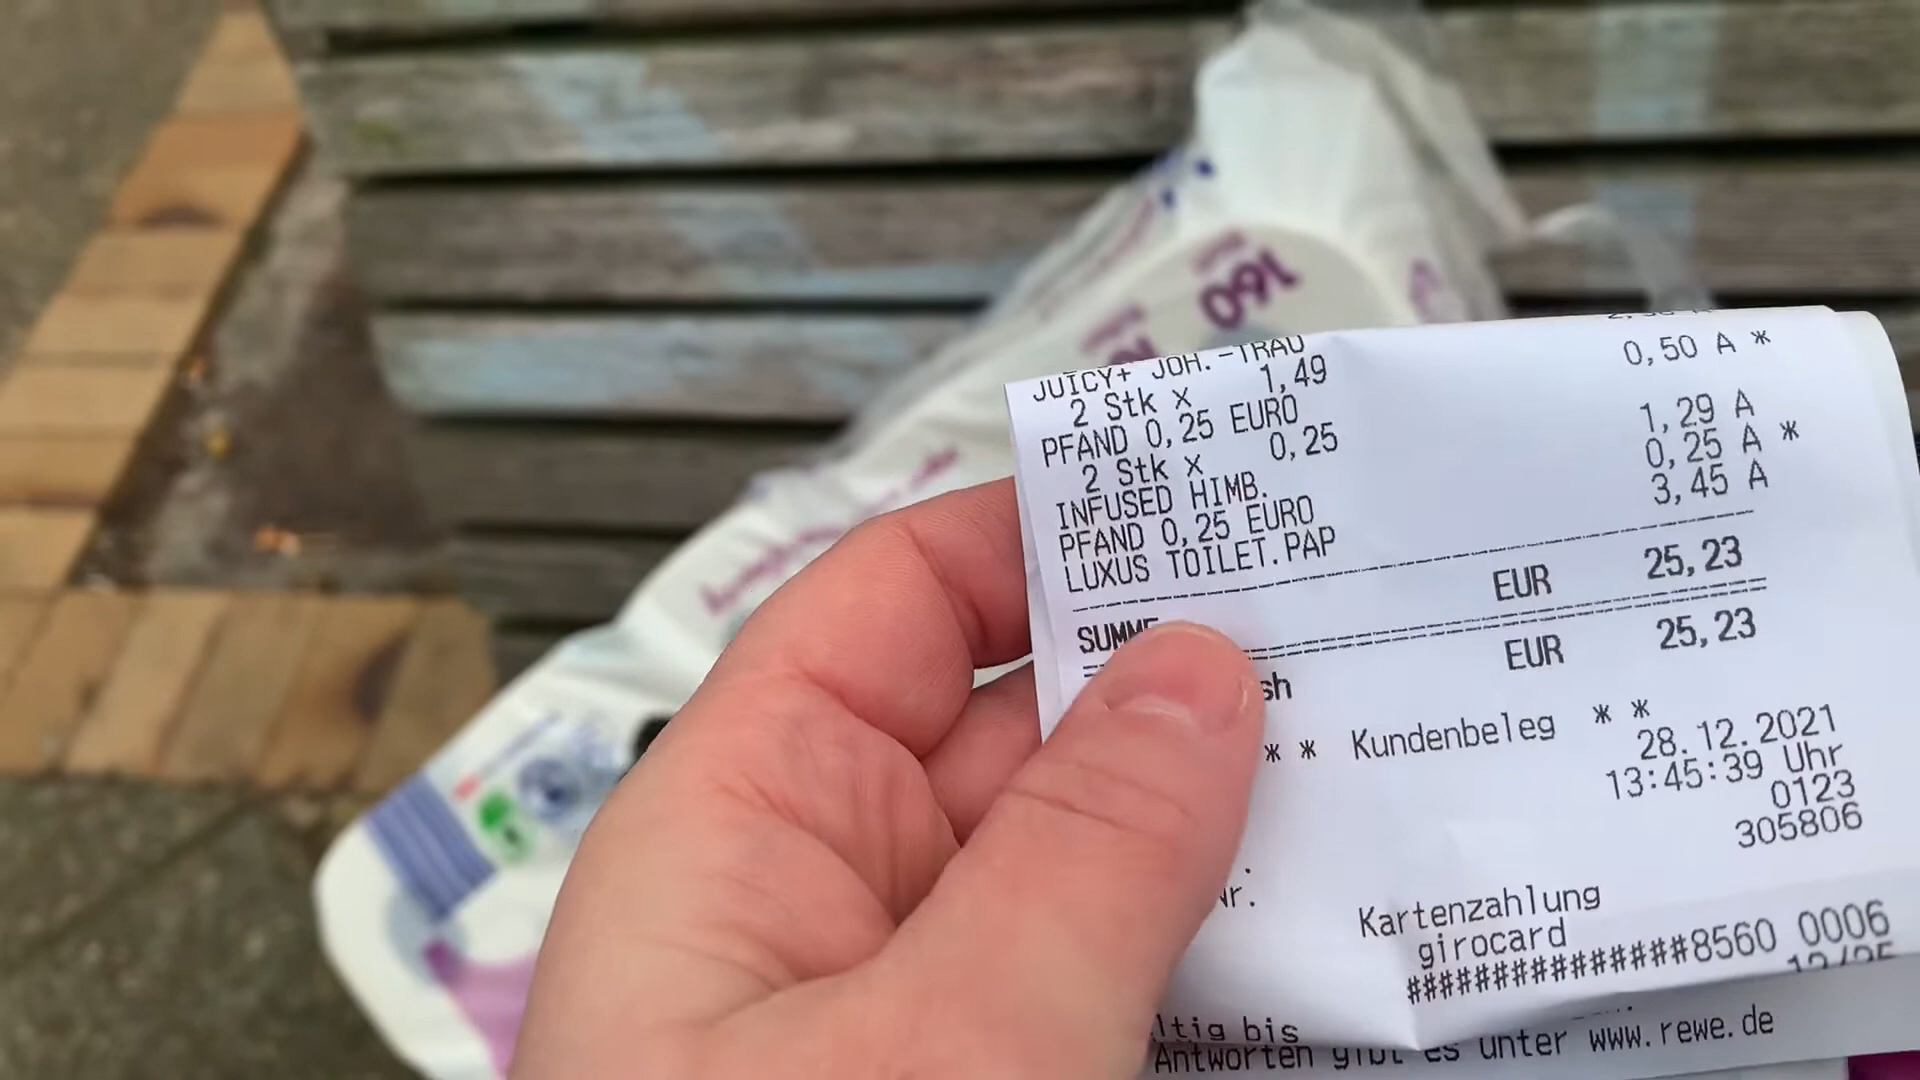 160
JUICY+ JOH.-TRAU
2 Stk x 1,49
PFAND 0,25 EURO 0,50 A *
2 Stk x 0,25
INFUSED HIMB. 1,29 A
PFAND 0,25 EURO 0,25 A *
LUXUS TOILET.PAP 3,45 A
SUMME EUR 25,23
sh EUR 25,23
* * Kundenbeleg * *
28.12.2021
13:45:39 Uhr
0123
Nr. 305806
Kartenzahlung
girocard
##############8560 0006
12/25
ltig bis
Antworten gibt es unter www.rewe.de